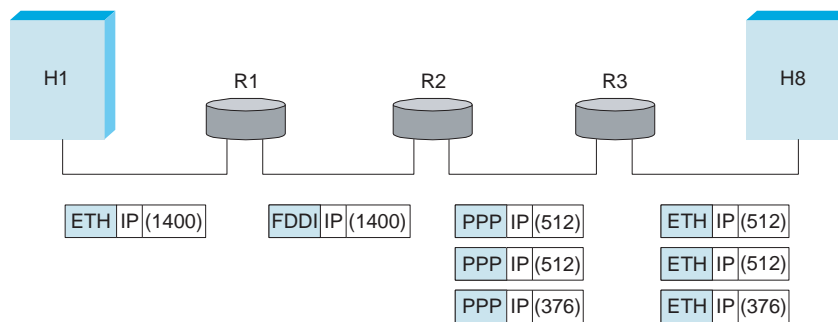 H1 R1 R2 R3 H8
ETH IP (1400) FDDI IP (1400) PPP IP (512) ETH IP (512)
PPP IP (512) ETH IP (512)
PPP IP (376) ETH IP (376)